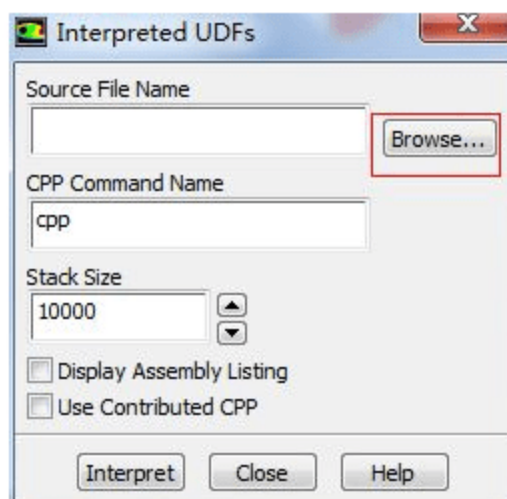 Interpreted UDFs
Source File Name
Browse...
CPP Command Name
cpp
Stack Size
10000
Display Assembly Listing
Use Contributed CPP
Interpret Close Help